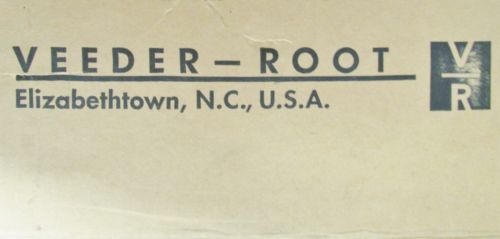 VEEDER – ROOT
Elizabethtown, N.C., U.S.A.
V
R